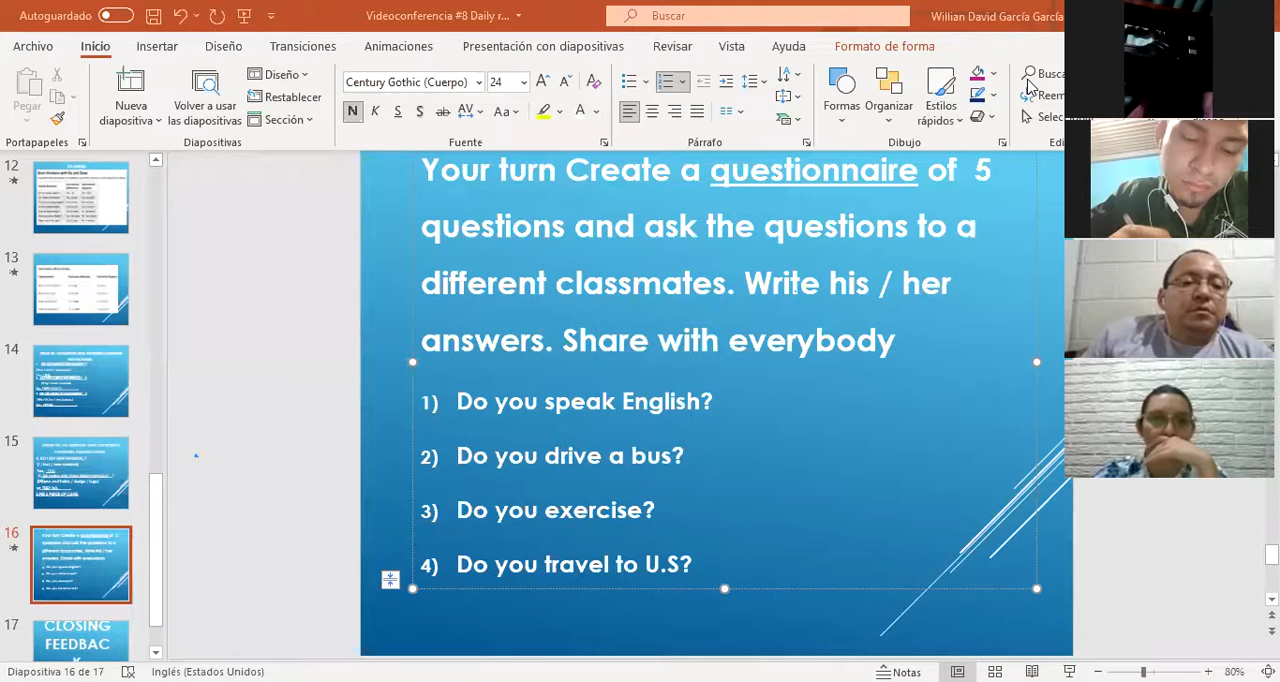 Autoguardado
Videoconferencia #8 Daily r...
Buscar
Willian David García García
Archivo
Inicio
Insertar
Diseño
Transiciones
Animaciones
Presentación con diapositivas
Revisar
Vista
Ayuda
Formato de forma
Pegar
Nueva diapositiva
Volver a usar las diapositivas
Diseño
Restablecer
Sección
Century Gothic (Cuerpo)
24
N K S S ab AV Aa A
Formas
Organizar
Estilos rápidos
Portapapeles
Diapositivas
Fuente
Párrafo
Dibujo
12
13
14
15
16
17
CLOSING
FEEDBAC
Your turn Create a questionnaire of 5
questions and ask the questions to a
different classmates. Write his / her
answers. Share with everybody
1) Do you speak English?
2) Do you drive a bus?
3) Do you exercise?
4) Do you travel to U.S?
Diapositiva 16 de 17
Inglés (Estados Unidos)
Notas
80%